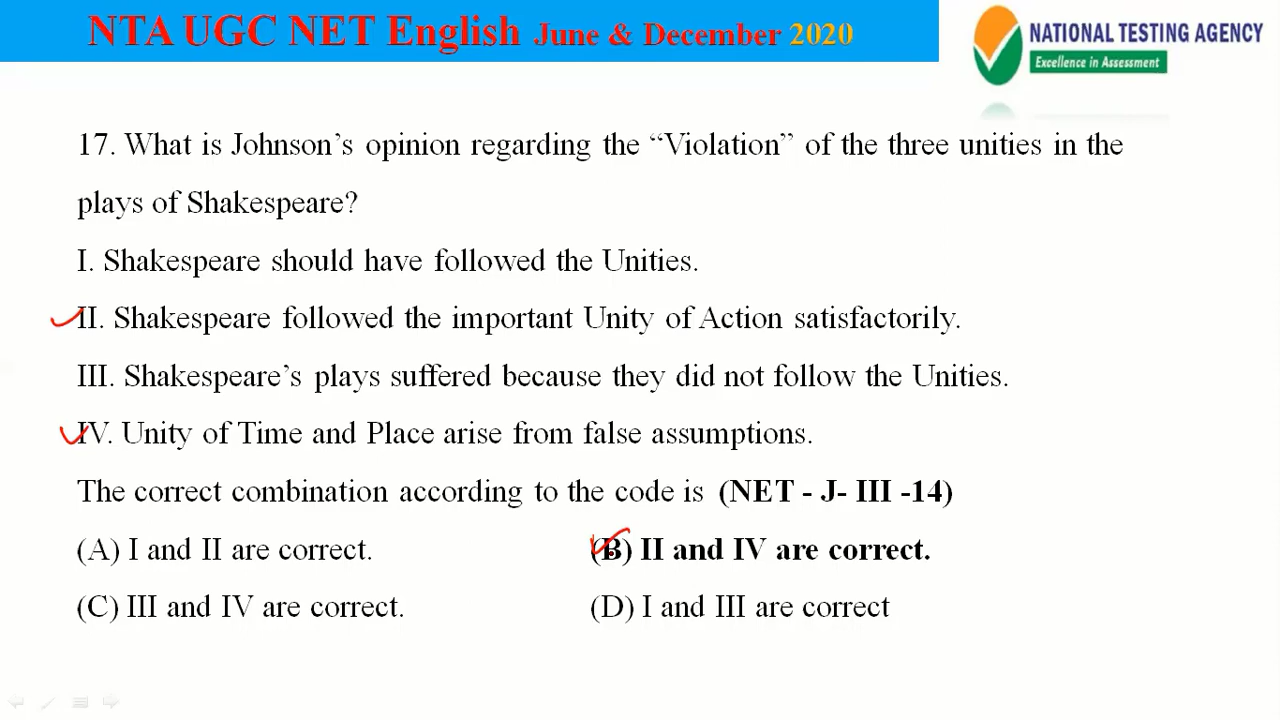 NTA UGC NET English June & December 2020
NATIONAL TESTING AGENCY
Excellence in Assessment
17. What is Johnson’s opinion regarding the “Violation” of the three unities in the
plays of Shakespeare?
I. Shakespeare should have followed the Unities.
II. Shakespeare followed the important Unity of Action satisfactorily.
III. Shakespeare’s plays suffered because they did not follow the Unities.
IV. Unity of Time and Place arise from false assumptions.
The correct combination according to the code is (NET - J- III -14)
(A) I and II are correct. (B) II and IV are correct.
(C) III and IV are correct. (D) I and III are correct